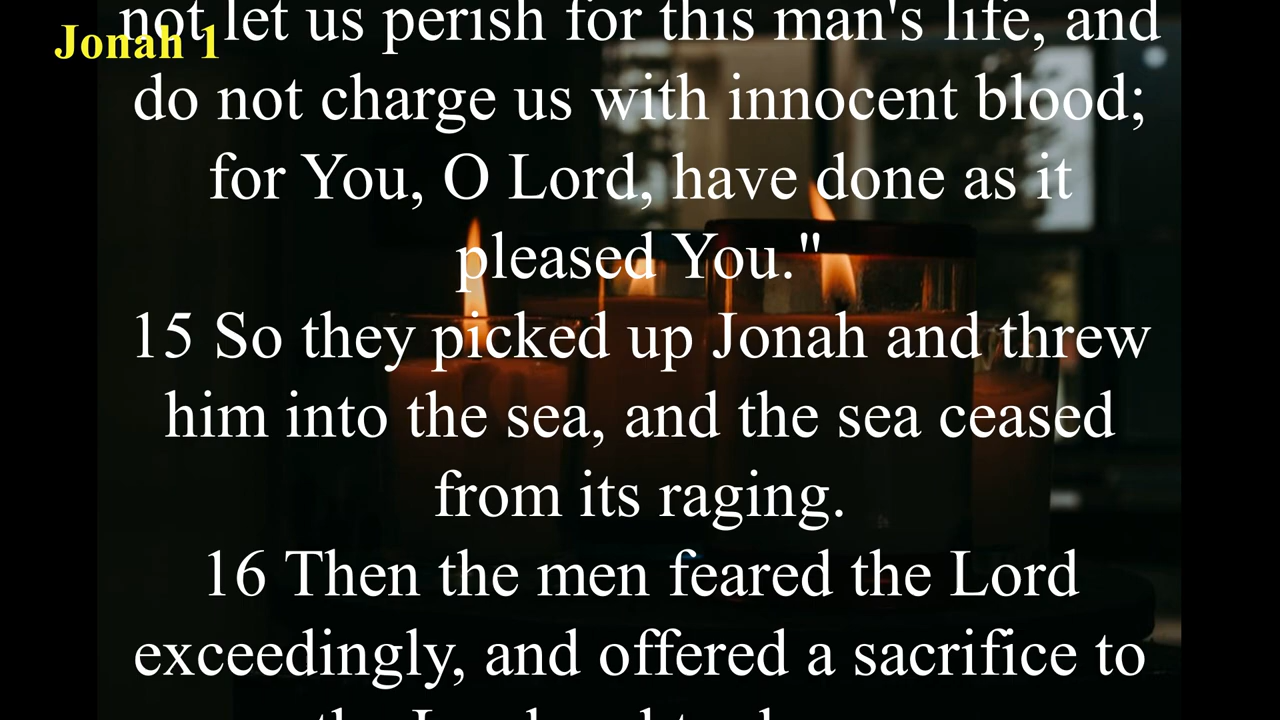 Jonah 1
not let us perish for this man's life, and
do not charge us with innocent blood;
for You, O Lord, have done as it
pleased You."
15 So they picked up Jonah and threw
him into the sea, and the sea ceased
from its raging.
16 Then the men feared the Lord
exceedingly, and offered a sacrifice to